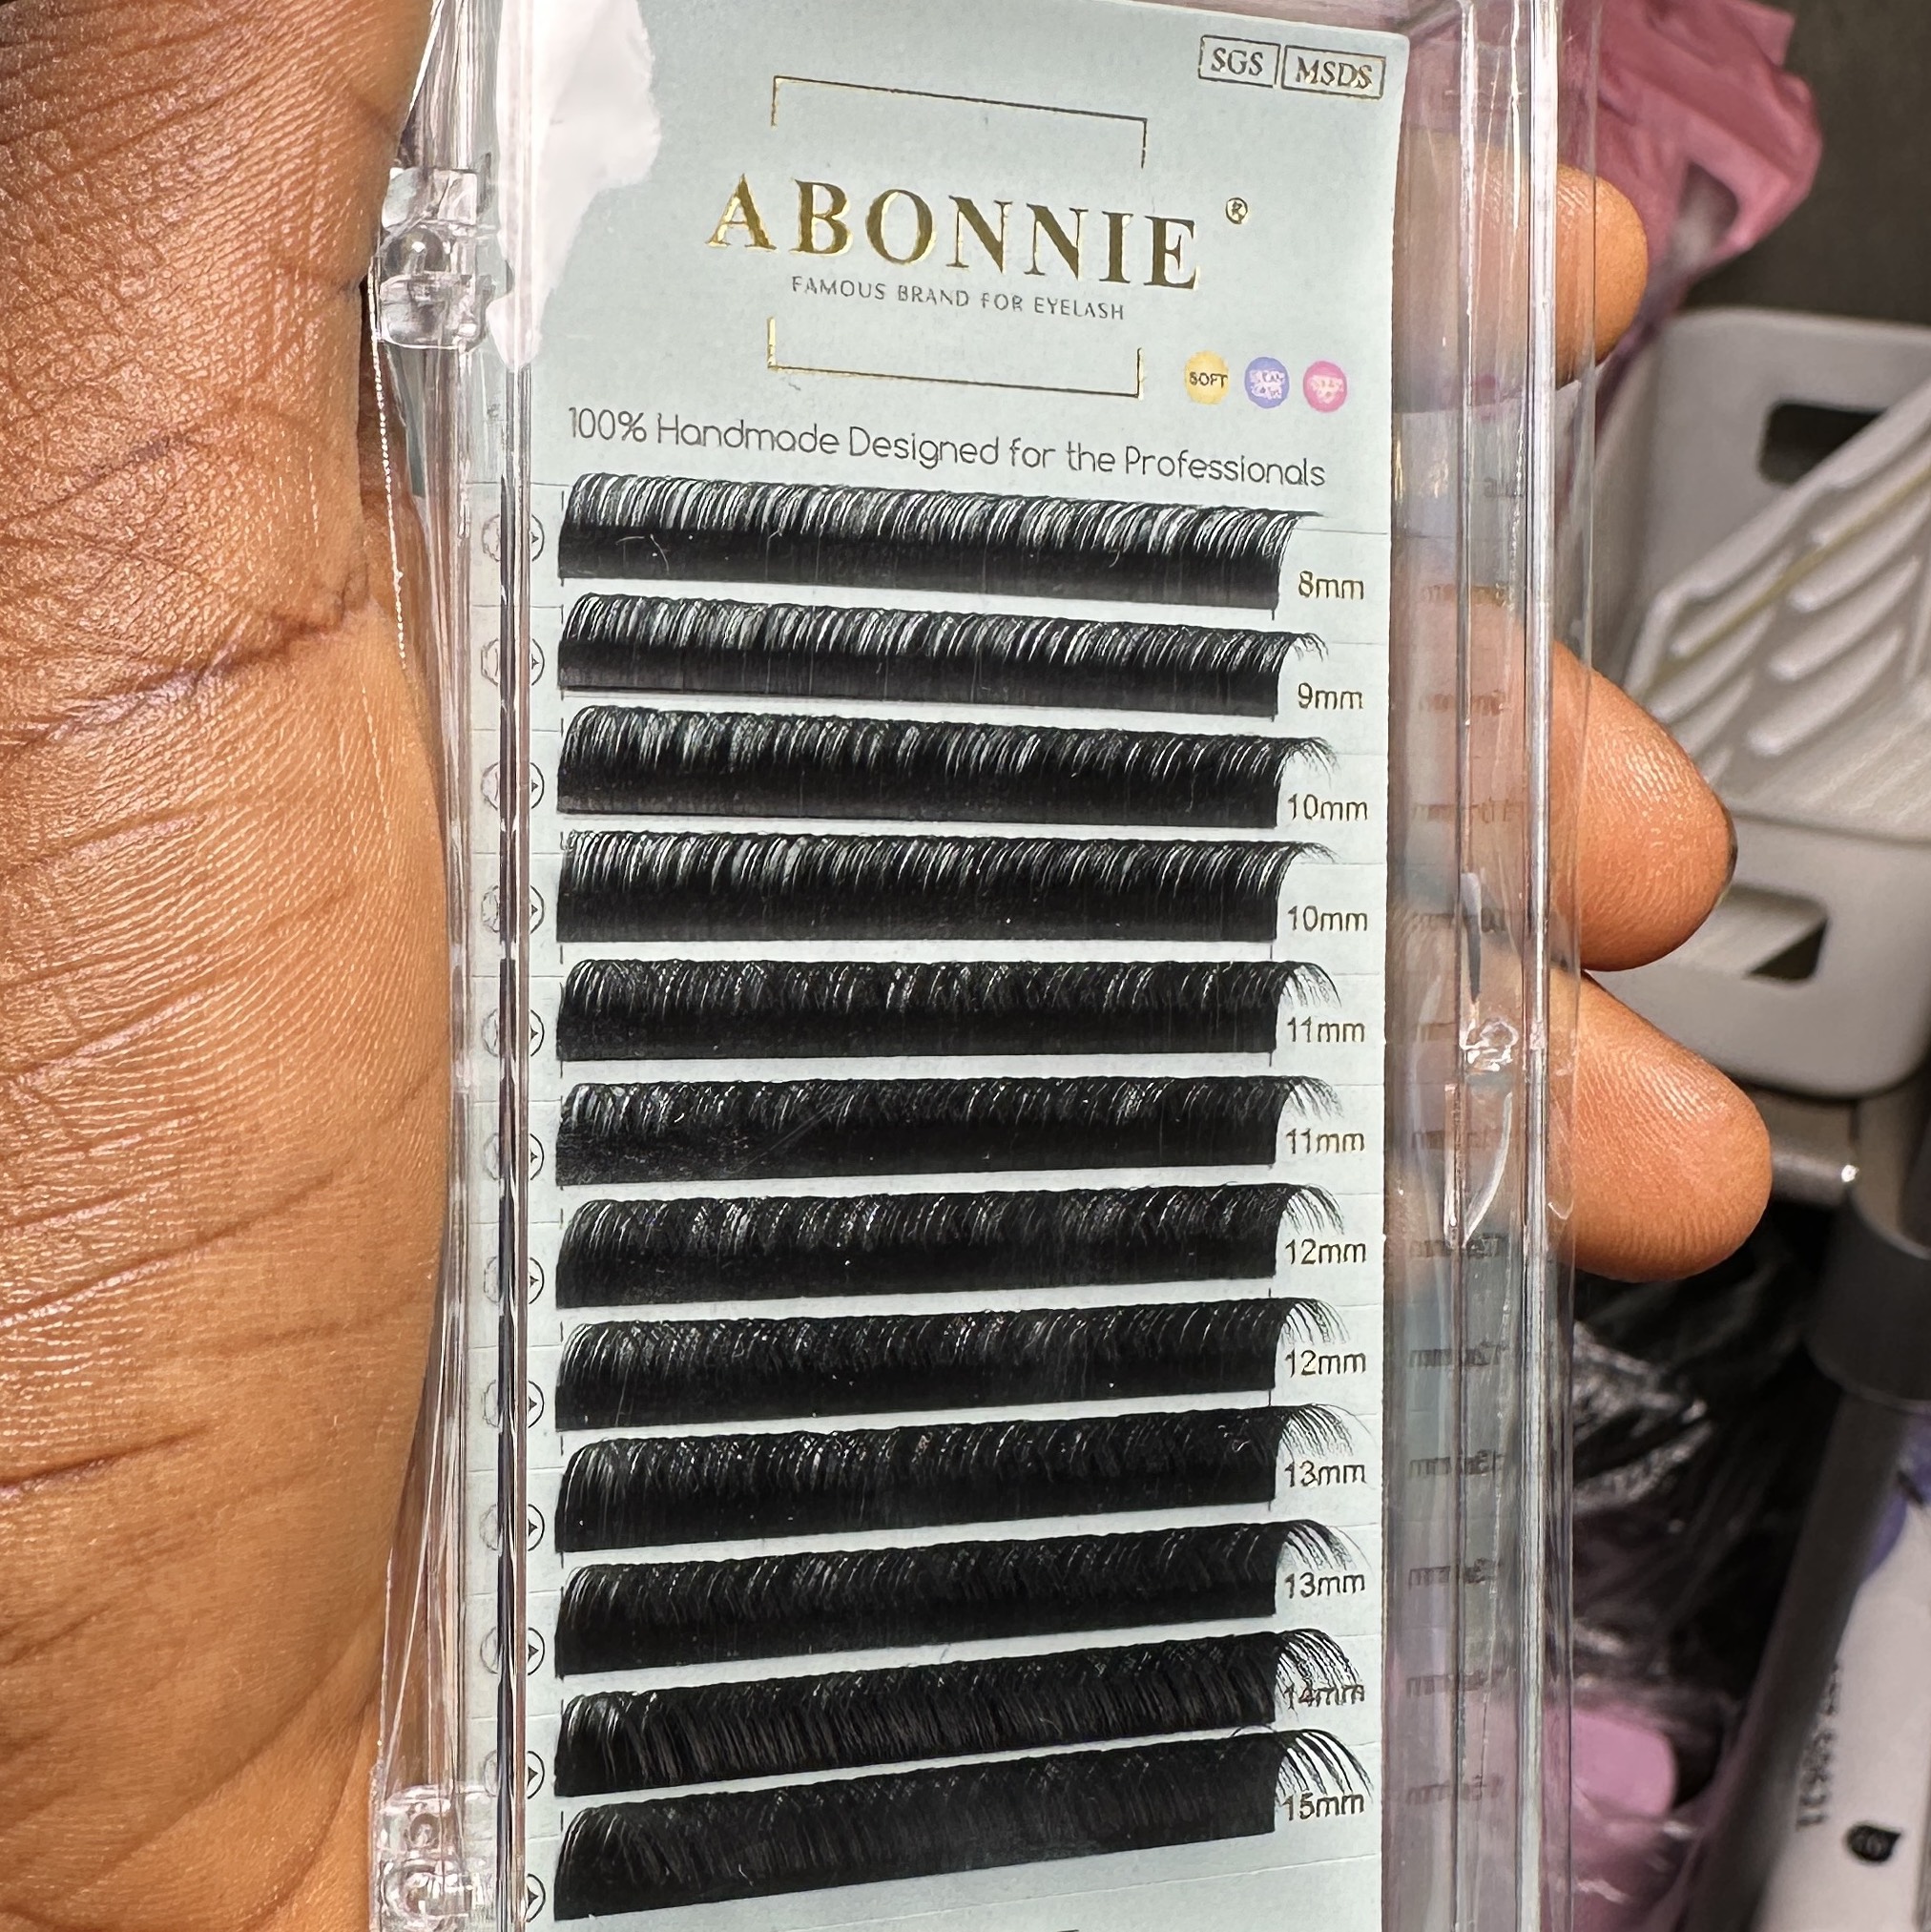 SGS MSDS
ABONNIE ®
FAMOUS BRAND FOR EYELASH
SOFT
100% Handmade Designed for the Professionals
8mm
9mm
10mm
10mm
11mm
11mm
12mm
12mm
13mm
13mm
14mm
15mm